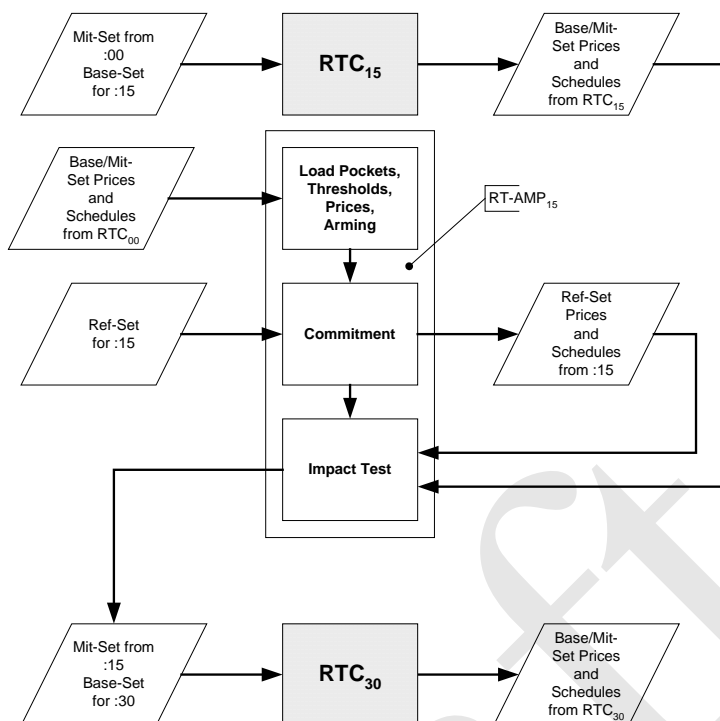 Mit-Set from
:00
Base-Set
for :15
RTC15
Base/Mit-
Set Prices
and
Schedules
from RTC15
Base/Mit-
Set Prices
and
Schedules
from RTC00
Load Pockets,
Thresholds,
Prices,
Arming
RT-AMP15
Ref-Set
for :15
Commitment
Ref-Set
Prices
and
Schedules
from :15
Impact Test
Mit-Set from
:15
Base-Set
for :30
RTC30
Base/Mit-
Set Prices
and
Schedules
from RTC30